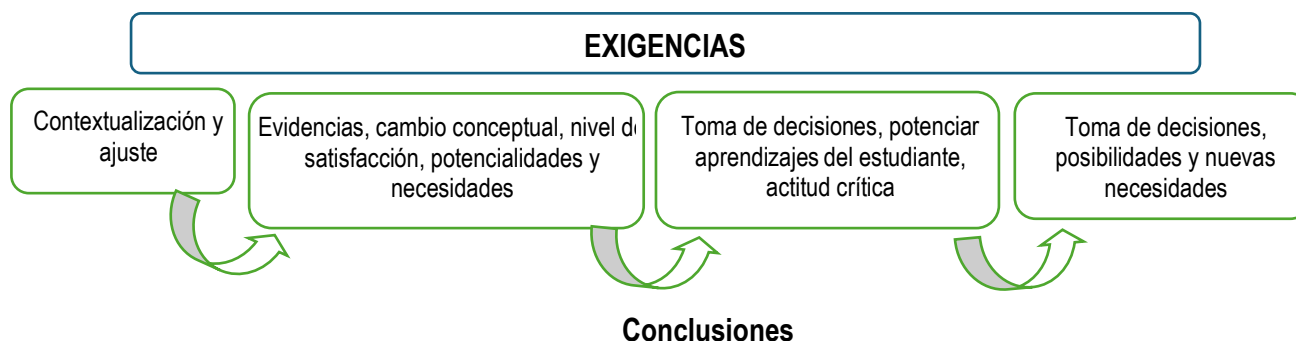 EXIGENCIAS
Contextualización y
ajuste
Evidencias, cambio conceptual, nivel de
satisfacción, potencialidades y
necesidades
Toma de decisiones, potenciar
aprendizajes del estudiante,
actitud crítica
Toma de decisiones,
posibilidades y nuevas
necesidades
Conclusiones